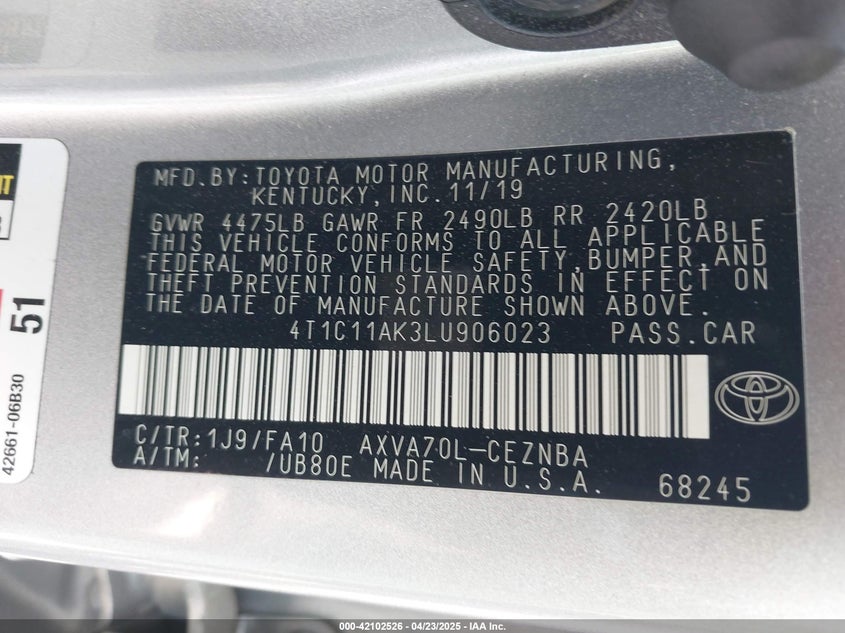 MFD.BY:TOYOTA MOTOR MANUFACTURING,
KENTUCKY,INC.11/19
GVWR 4475LB GAWR FR 2490LB RR 2420LB
THIS VEHICLE CONFORMS TO ALL APPLICABLE
FEDERAL MOTOR VEHICLE SAFETY,BUMPER,AND
THEFT PREVENTION STANDARDS IN EFFECT ON
THE DATE OF MANUFACTURE SHOWN ABOVE.
4T1C11AK3LU906023 PASS.CAR
C/TR:1J9/FA10 AXVA70L-CEZNBA
A/TM: /UB80E MADE IN U.S.A. 68245
51
42661-06B30
000-42102526 - 04/23/2025 - IAA Inc.